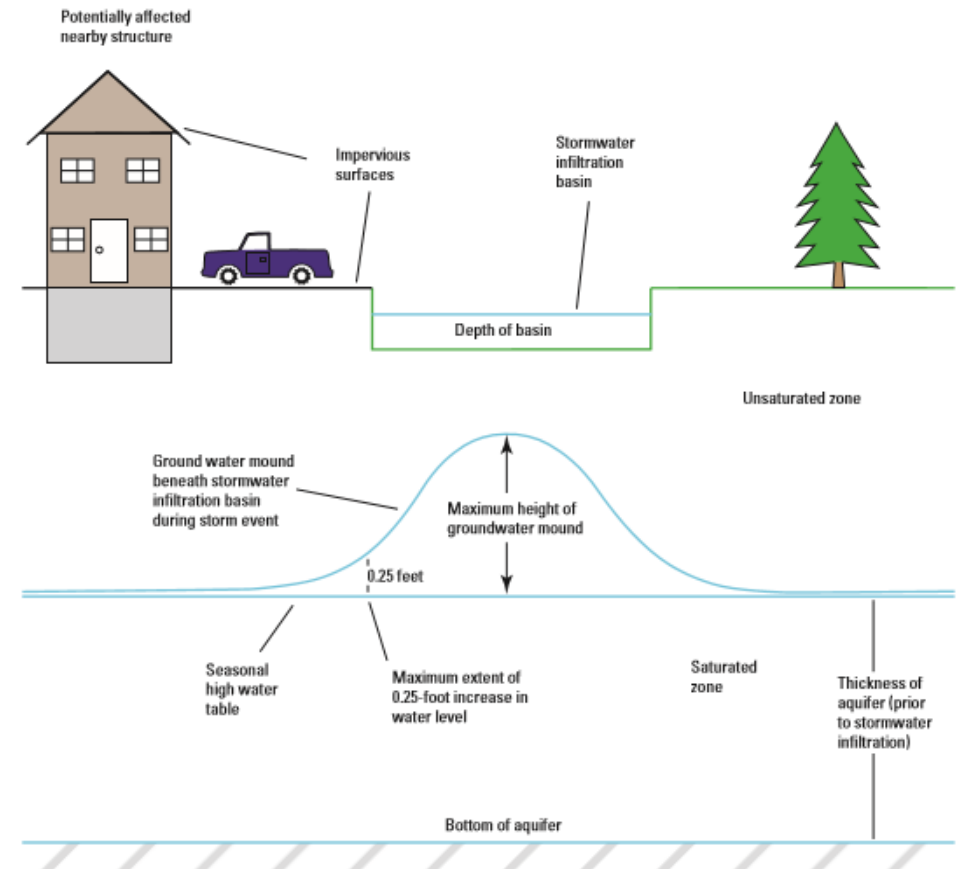 Potentially affected
nearby structure
Impervious
surfaces
Stormwater
infiltration
basin
Depth of basin
Unsaturated zone
Ground water mound
beneath stormwater
infiltration basin
during storm event
Maximum height of
groundwater mound
0.25 feet
Seasonal
high water
table
Maximum extent of
0.25-foot increase in
water level
Saturated
zone
Thickness of
aquifer (prior
to stormwater
infiltration)
Bottom of aquifer